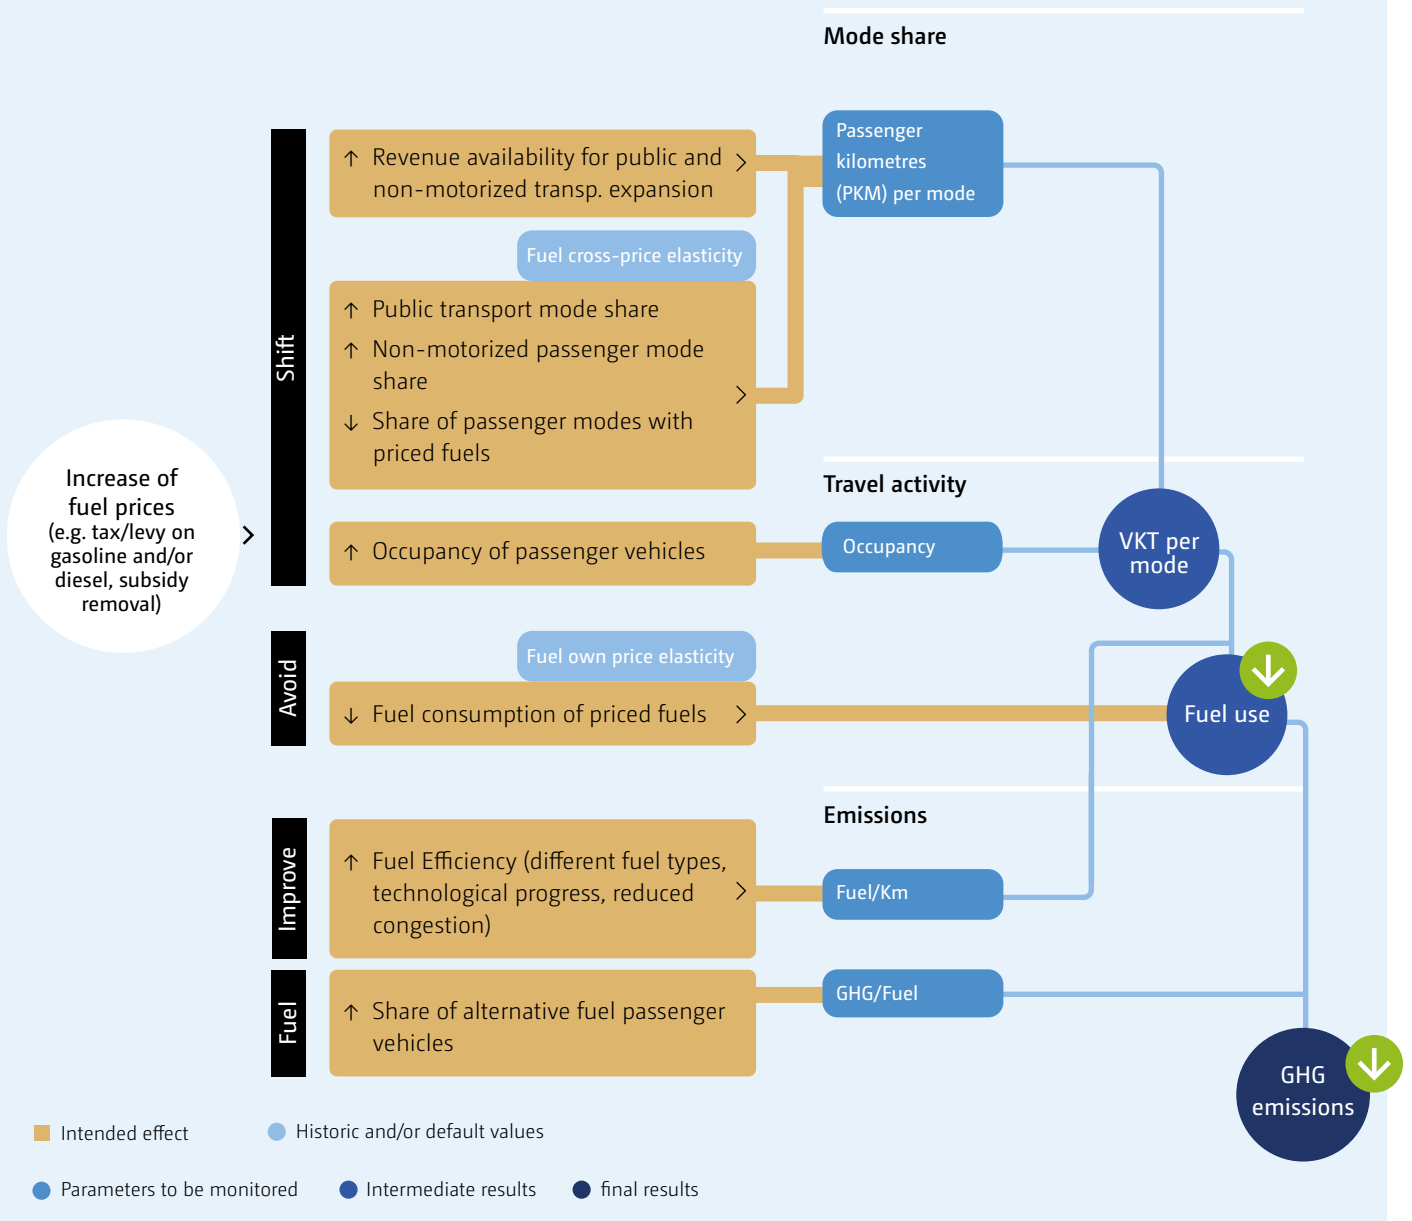 Mode share
Passenger
kilometres
(PKM) per mode
↑ Revenue availability for public and
non-motorized transp. expansion
Fuel cross-price elasticity
↑ Public transport mode share
↑ Non-motorized passenger mode
share
↓ Share of passenger modes with
priced fuels
Shift
Increase of
fuel prices
(e.g. tax/levy on
gasoline and/or
diesel, subsidy
removal)
Travel activity
↑ Occupancy of passenger vehicles
Occupancy
VKT per
mode
Avoid
Fuel own price elasticity
↓ Fuel consumption of priced fuels
Fuel use
Emissions
Improve
↑ Fuel Efficiency (different fuel types,
technological progress, reduced
congestion)
Fuel/Km
Fuel
↑ Share of alternative fuel passenger
vehicles
GHG/Fuel
GHG
emissions
Intended effect
Historic and/or default values
Parameters to be monitored
Intermediate results
final results